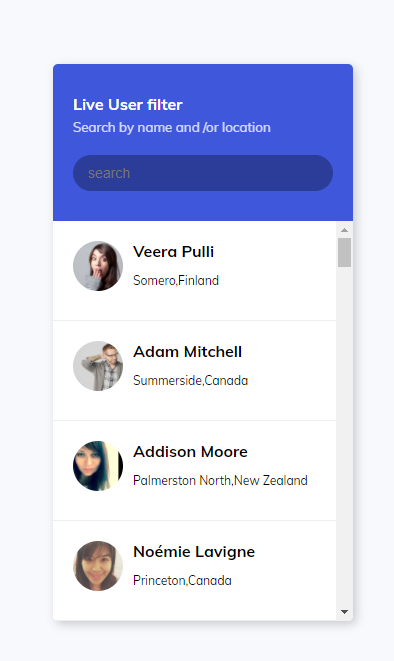 Live User filter
Search by name and /or location
search
Veera Pulli
Somero,Finland
Adam Mitchell
Summerside,Canada
Addison Moore
Palmerston North,New Zealand
Noémie Lavigne
Princeton,Canada